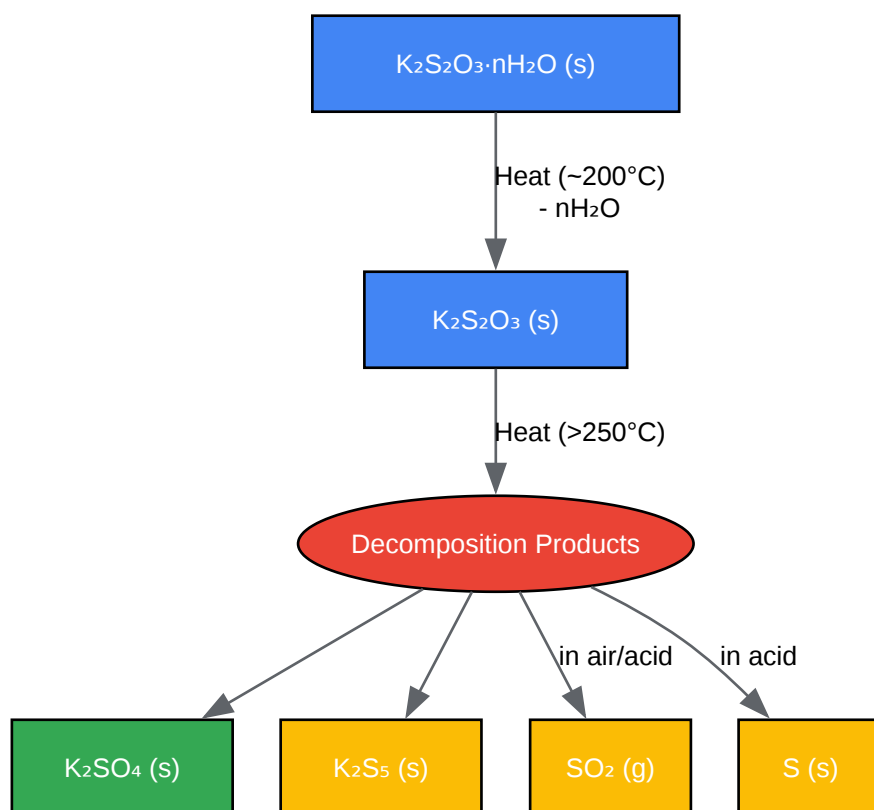 K₂S₂O₃·nH₂O (s)
Heat (~200°C)
- nH₂O
K₂S₂O₃ (s)
Heat (>250°C)
Decomposition Products
in air/acid
in acid
K₂SO₄ (s)
K₂S₅ (s)
SO₂ (g)
S (s)